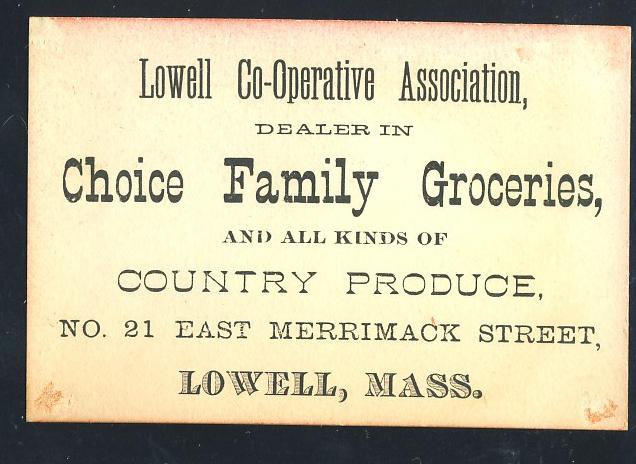 Lowell Co-Operative Association,
DEALER IN
Choice Family Groceries,
AND ALL KINDS OF
COUNTRY PRODUCE,
NO. 21 EAST MERRIMACK STREET,
LOWELL, MASS.